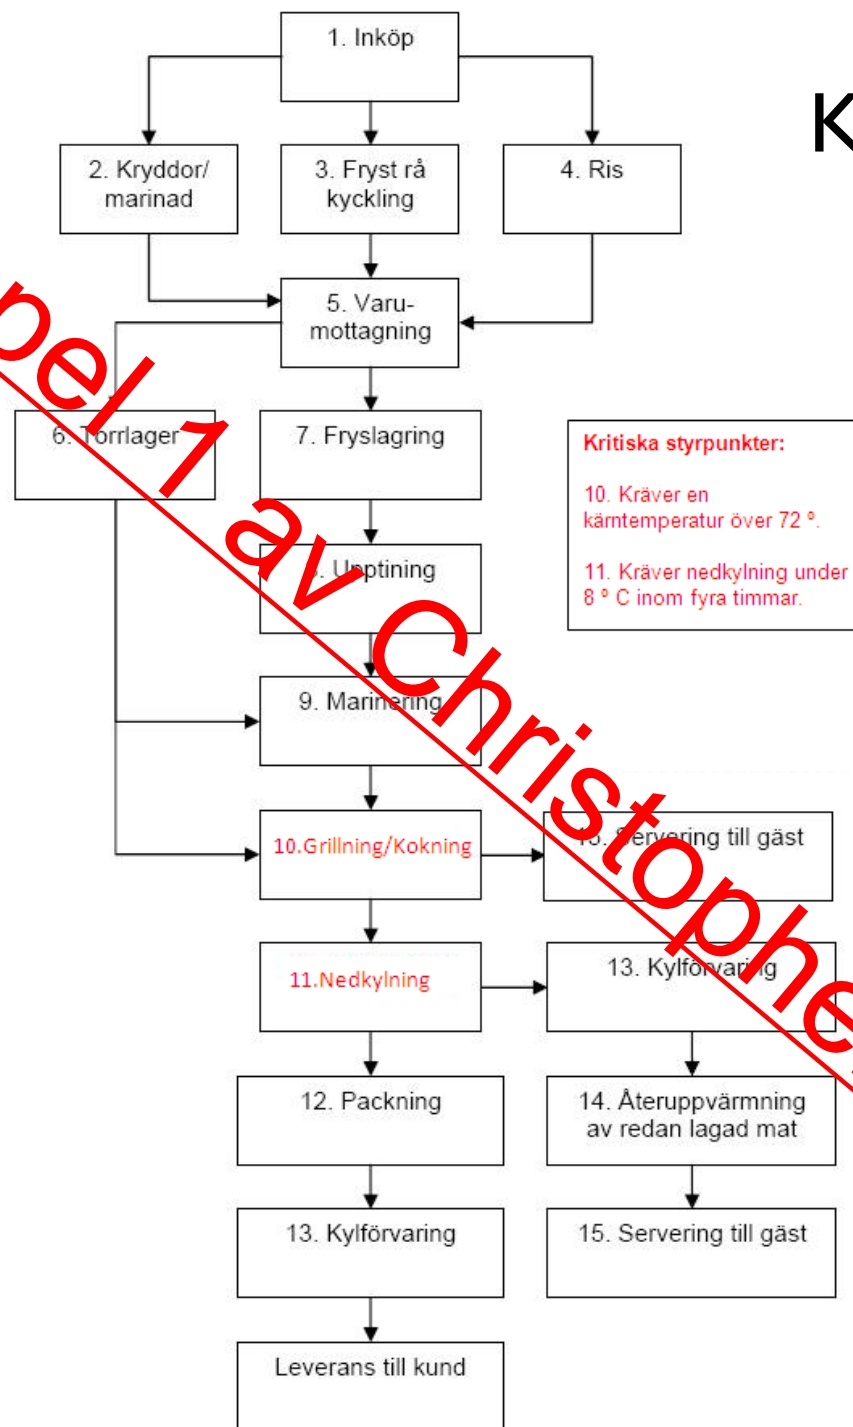 1. Inköp
K
2. Kryddor/
marinad
3. Fryst rå
kyckling
4. Ris
5. Varu-
mottagning
6. Torrlager
7. Fryslagring
Kritiska styrpunkter:
10. Kräver en
kärntemperatur över 72 º.
11. Kräver nedkylning under
8 º C inom fyra timmar.
Upptining
9. Marinering
10.Grillning/Kokning
15. Servering till gäst
11.Nedkylning
13. Kylförvaring
12. Packning
14. Återuppvärmning
av redan lagad mat
13. Kylförvaring
15. Servering till gäst
Leverans till kund
pel 1 av Christophe